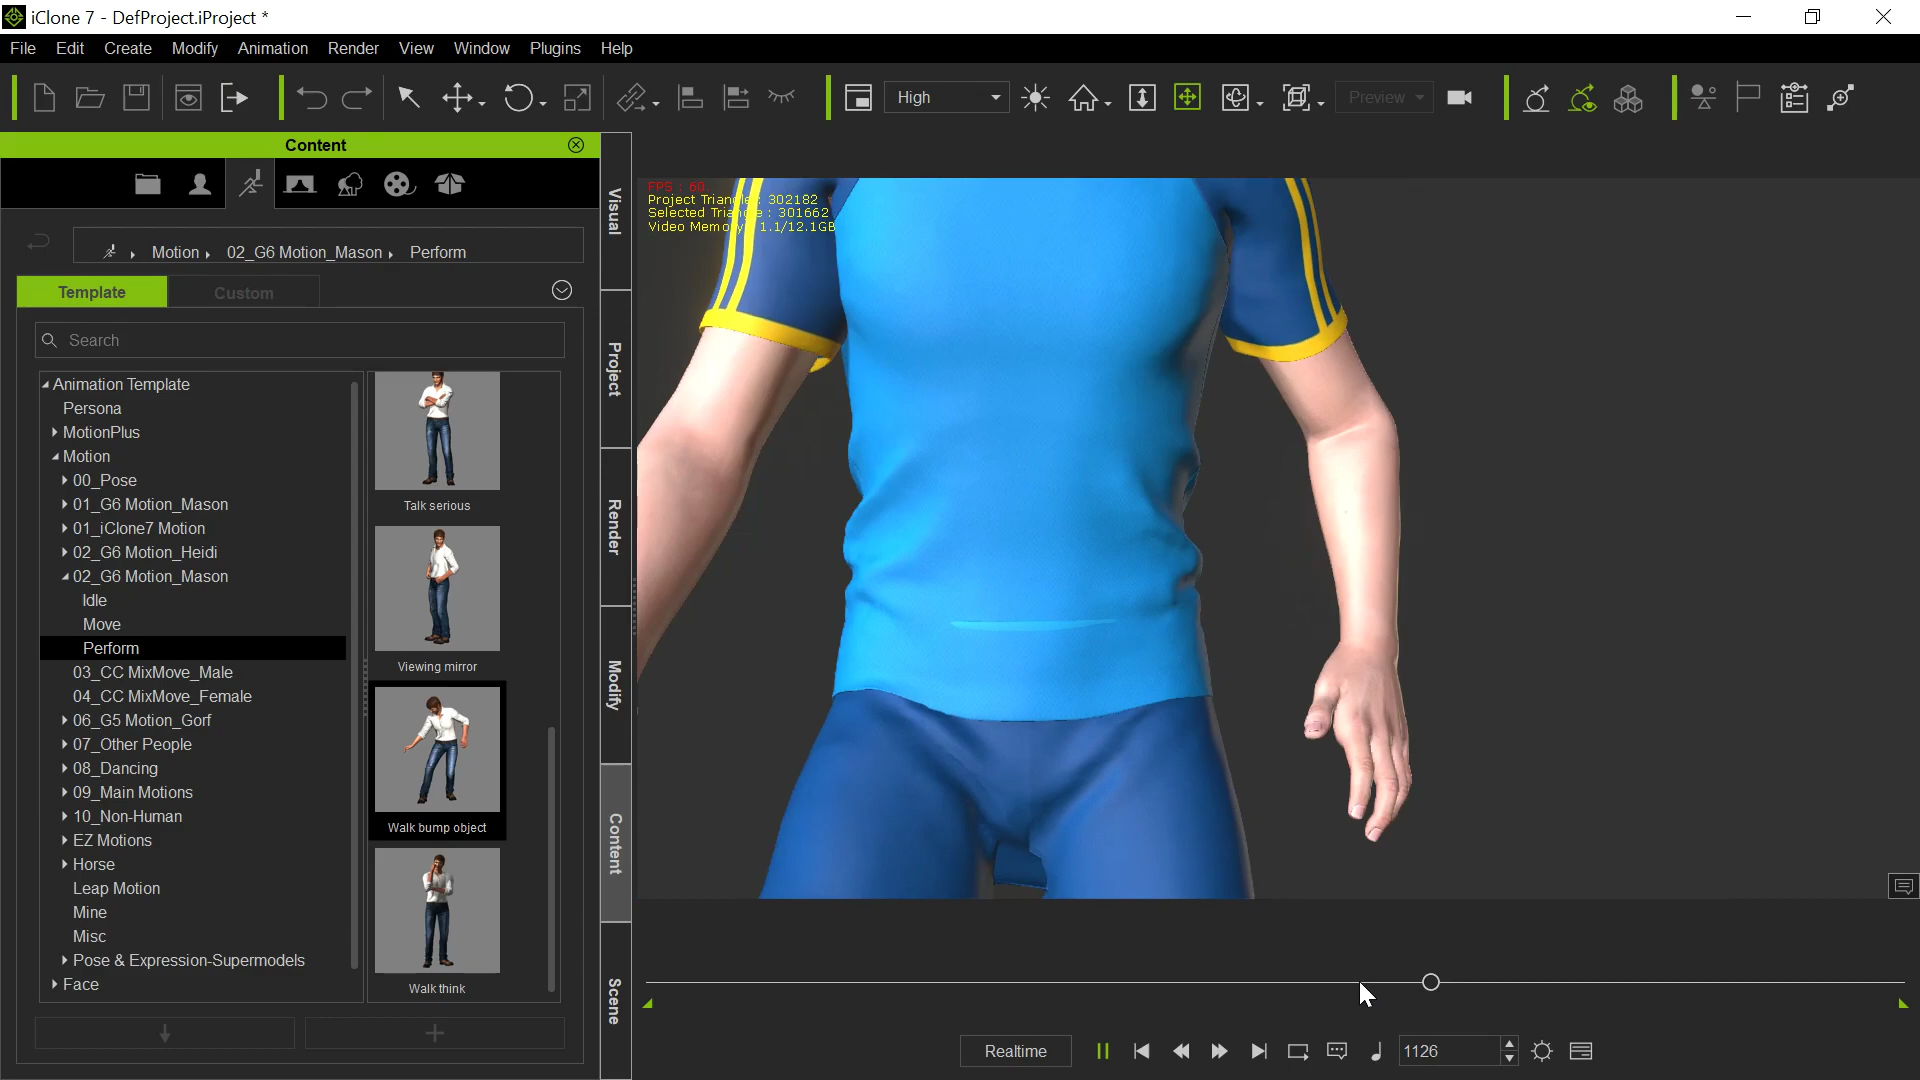 iClone 7 - DefProject.iProject *
File Edit Create Modify Animation Render View Window Plugins Help
High
Preview
Content
Motion 02_G6 Motion_Mason Perform
Template Custom
Search
Animation Template
Persona
MotionPlus
Motion
00_Pose
01_G6 Motion_Mason
01_iClone7 Motion
02_G6 Motion_Heidi
02_G6 Motion_Mason
Idle
Move
Perform
03_CC MixMove_Male
04_CC MixMove_Female
06_G5 Motion_Gorf
07_Other People
08_Dancing
09_Main Motions
10_Non-Human
EZ Motions
Horse
Leap Motion
Mine
Misc
Pose & Expression-Supermodels
Face
Talk serious
Viewing mirror
Walk bump object
Walk think
Visual
Project
Render
Modify
Content
Scene
FPS : 60
Project Triangle : 302182
Selected Triangle : 301662
Video Memory : 1.1/12.1GB
Realtime
1126